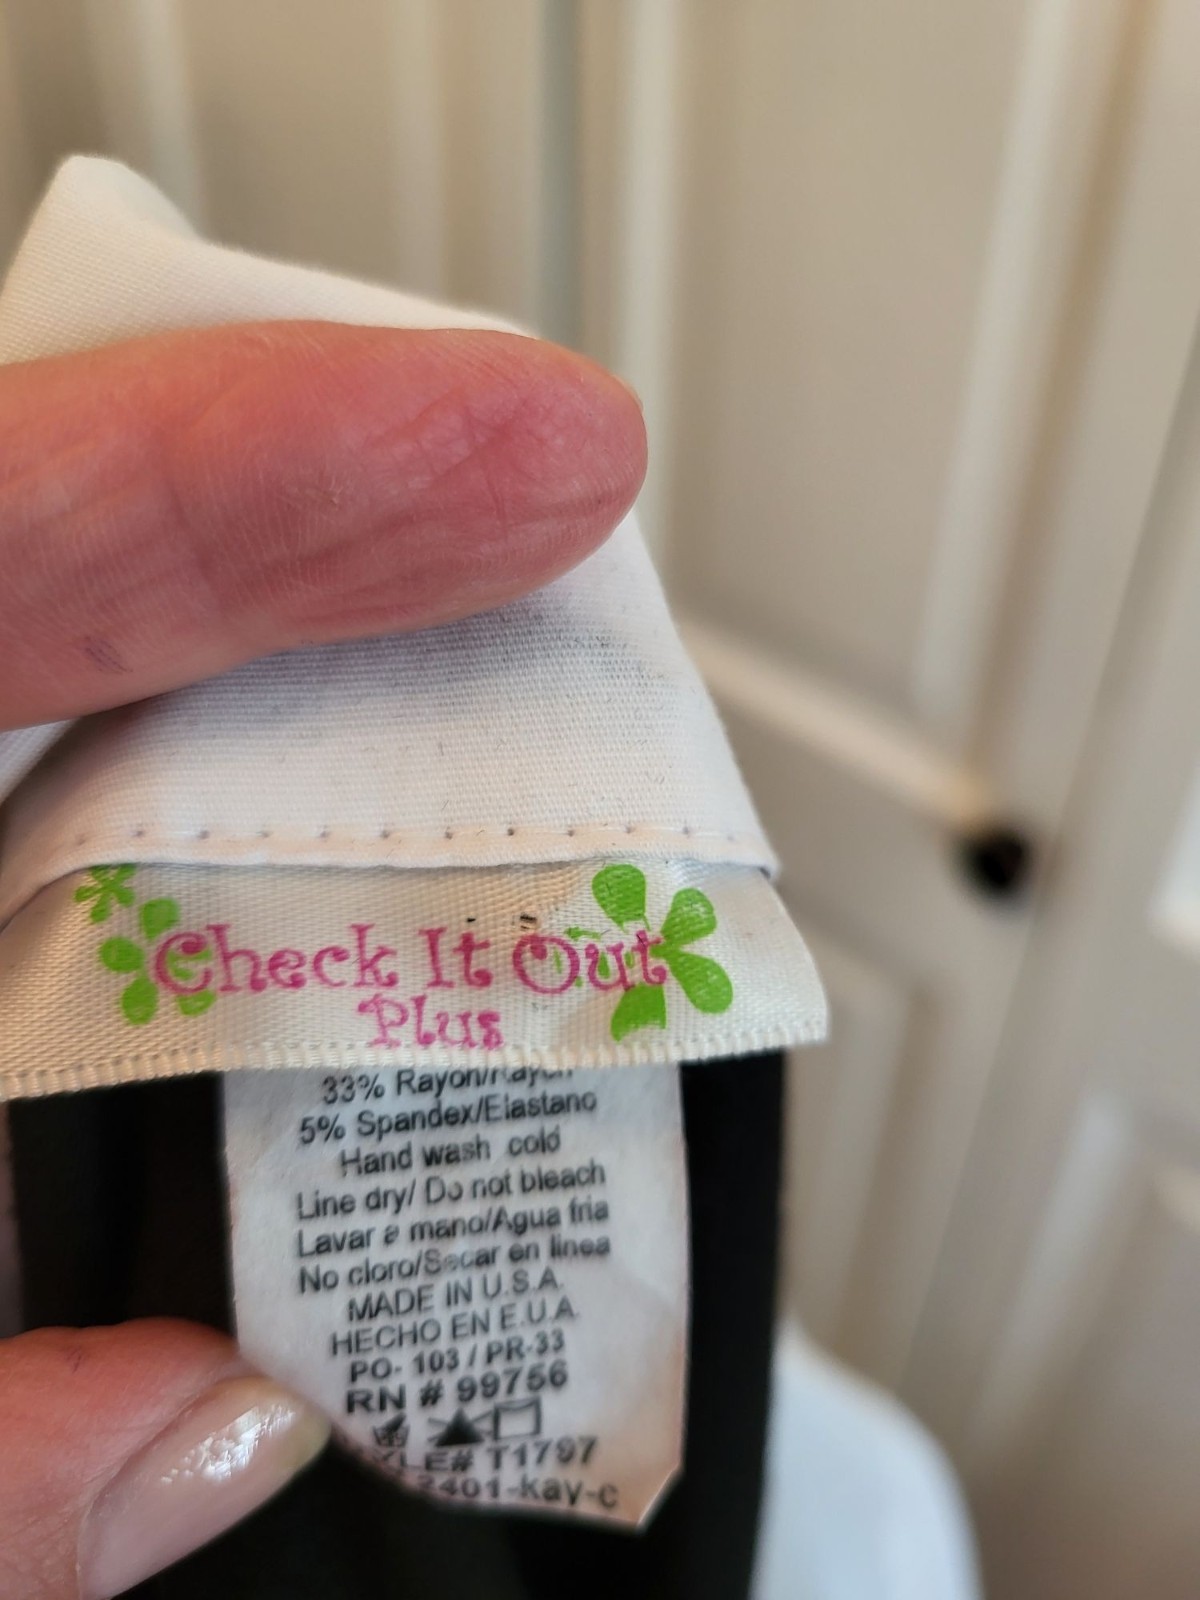 Check It Out
Plus
33% Rayon/Rayon
5% Spandex/Elastano
Hand wash cold
Line dry/ Do not bleach
Lavar a mano/Agua fria
No cloro/Secar en linea
MADE IN U.S.A.
HECHO EN E.U.A.
PO- 103 / PR-33
RN # 99756
T1797
2401-kay-c